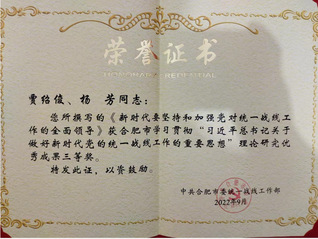 荣誉证书
HONORARY CREDENTIAL
贾绍俊、杨 芳同志：
您所撰写的《新时代要坚持和加强党对统一战线工
作的全面领导》获合肥市学习贯彻“习近平总书记关于
做好新时代党的统一战线工作的重要思想”理论研究优
秀成果三等奖。
特发此证，以资鼓励。
中共合肥市委统一战线工作部
2022年9月